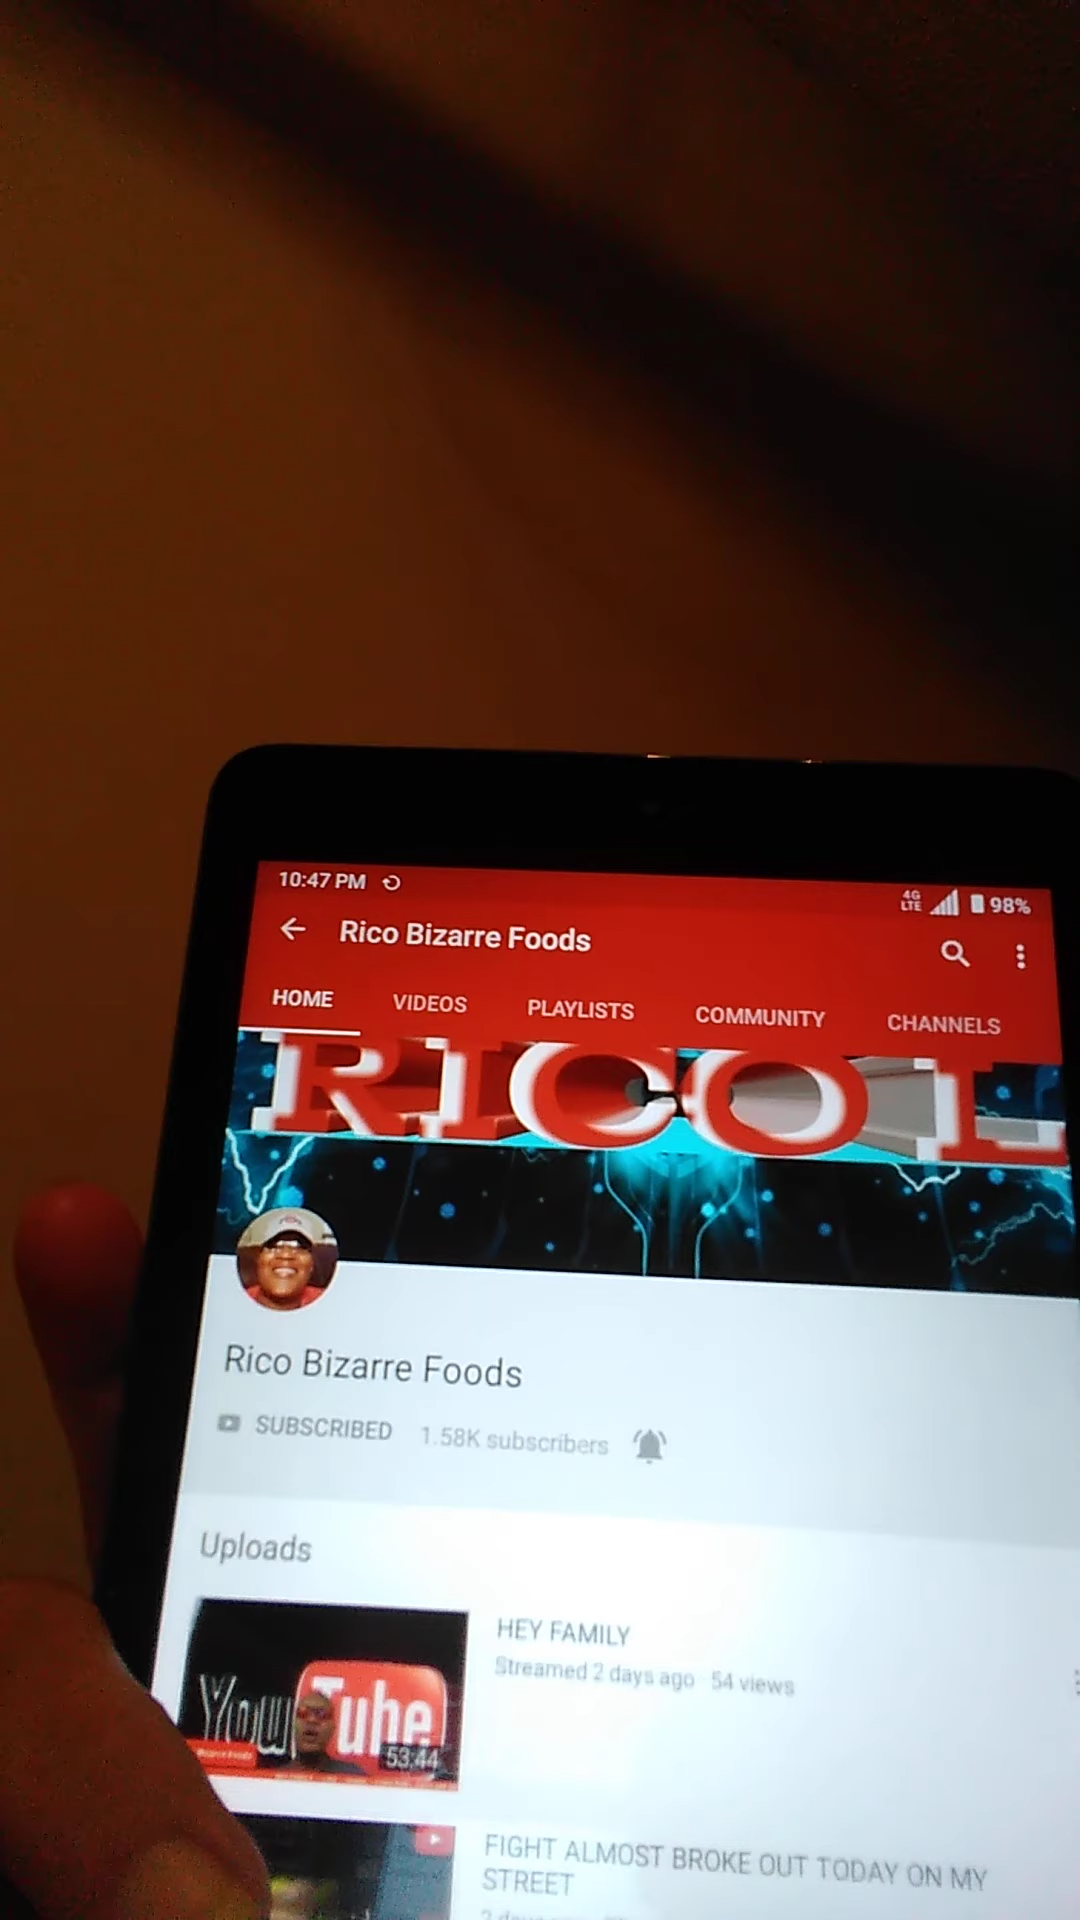 10:47 PM
4G LTE
98%
Rico Bizarre Foods
HOME VIDEOS PLAYLISTS COMMUNITY CHANNELS
RICO L
Rico Bizarre Foods
SUBSCRIBED 1.58K subscribers
Uploads
HEY FAMILY
Streamed 2 days ago · 54 views
You Tube
53:44
FIGHT ALMOST BROKE OUT TODAY ON MY
STREET